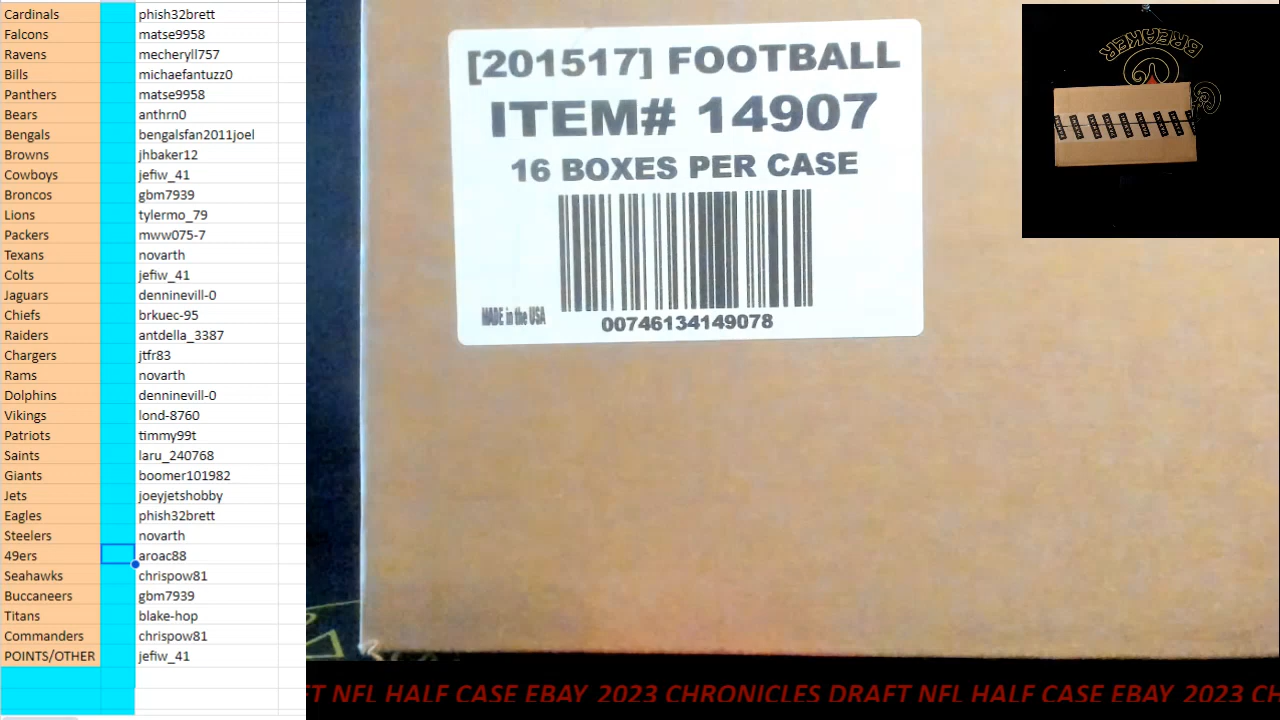 Cardinals phish32brett
Falcons matse9958
Ravens mecheryll757
Bills michaefantuzz0
Panthers matse9958
Bears anthrn0
Bengals bengalsfan2011joel
Browns jhbaker12
Cowboys jefiw_41
Broncos gbm7939
Lions tylermo_79
Packers mww075-7
Texans novarth
Colts jefiw_41
Jaguars denninevill-0
Chiefs brkuec-95
Raiders antdella_3387
Chargers jtfr83
Rams novarth
Dolphins denninevill-0
Vikings lond-8760
Patriots timmy99t
Saints laru_240768
Giants boomer101982
Jets joeyjetshobby
Eagles phish32brett
Steelers novarth
49ers aroac88
Seahawks chrispow81
Buccaneers gbm7939
Titans blake-hop
Commanders chrispow81
POINTS/OTHER jefiw_41
[201517] FOOTBALL
ITEM# 14907
16 BOXES PER CASE
MADE in the USA
00746134149078
BREAKER
FT NFL HALF CASE EBAY 2023 CHRONICLES DRAFT NFL HALF CASE EBAY 2023 CH